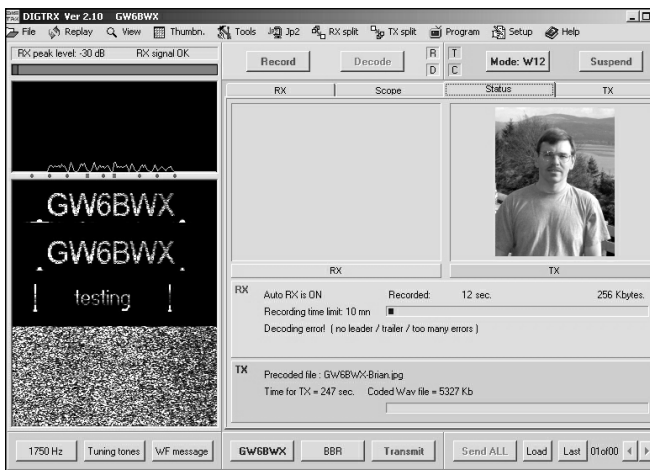 DIGTRX Ver 2.10 GW6BWX
File Replay View Thumbn. Tools Jp2 RX split TX split Program Setup Help
RX peak level: -30 dB RX signal OK
Record Decode R D T C Mode: W12 Suspend
RX Scope Status TX
GW6BWX
GW6BWX
testing
RX TX
RX Auto RX is ON Recorded: 12 sec. 256 Kbytes.
Recording time limit: 10 mn
Decoding error! ( no leader / trailer / too many errors )
TX Precoded file : GW6BWX-Brian.jpg
Time for TX = 247 sec. Coded Wav file = 5327 Kb
1750 Hz Tuning tones WF message GW6BWX BBR Transmit Send ALL Load Last 01of00